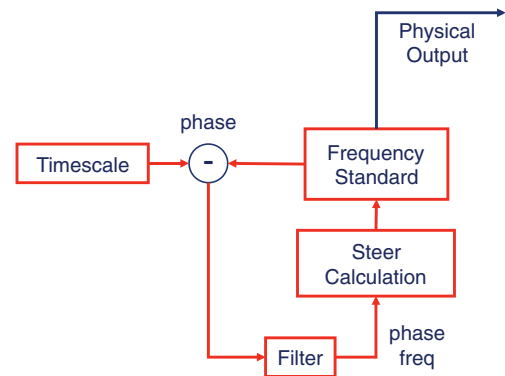 Physical
Output
phase
Timescale
-
Frequency
Standard
Steer
Calculation
Filter
phase
freq